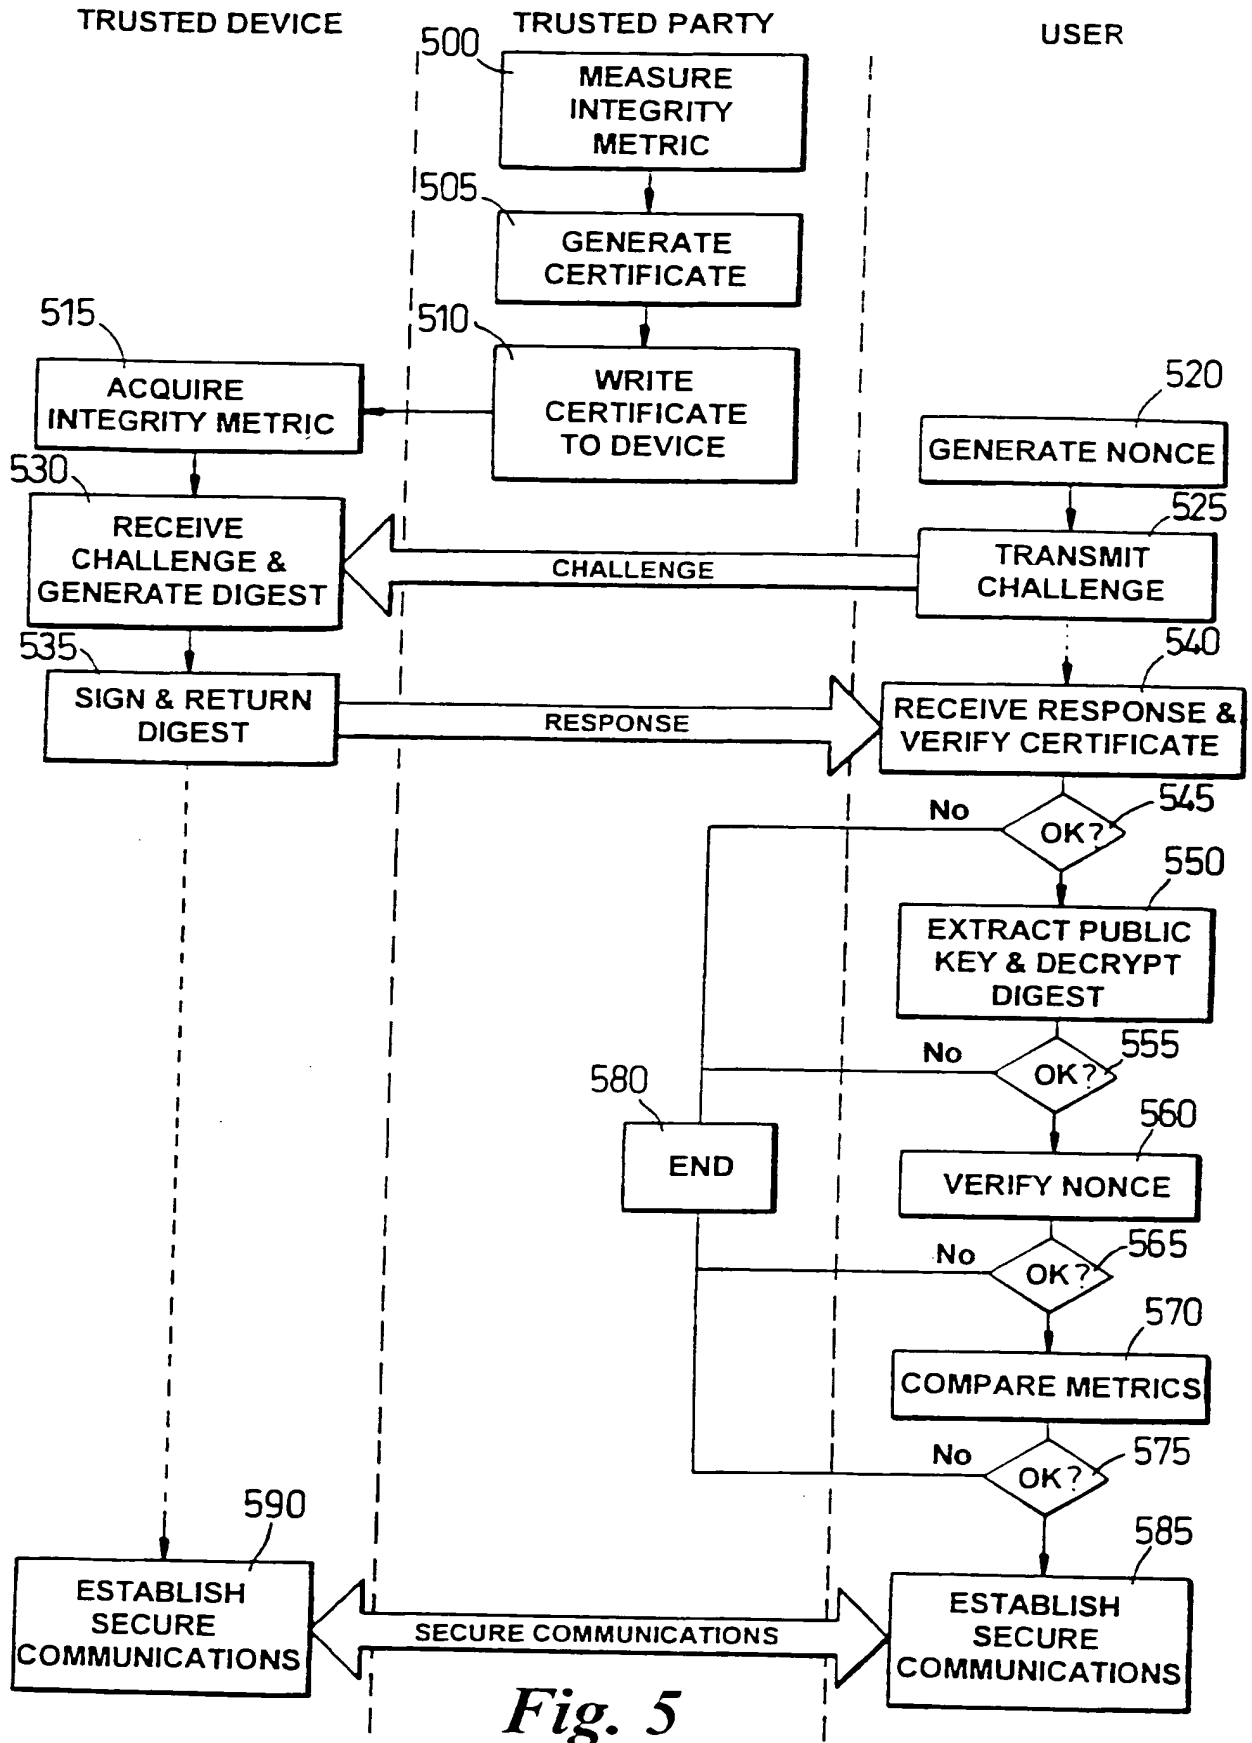 TRUSTED DEVICE
TRUSTED PARTY
USER
500
MEASURE
INTEGRITY
METRIC
505
GENERATE
CERTIFICATE
510
WRITE
CERTIFICATE
TO DEVICE
515
ACQUIRE
INTEGRITY METRIC
520
GENERATE NONCE
525
TRANSMIT
CHALLENGE
CHALLENGE
530
RECEIVE
CHALLENGE &
GENERATE DIGEST
535
SIGN & RETURN
DIGEST
RESPONSE
540
RECEIVE RESPONSE &
VERIFY CERTIFICATE
545
OK?
No
550
EXTRACT PUBLIC
KEY & DECRYPT
DIGEST
555
OK?
No
580
END
560
VERIFY NONCE
565
OK?
No
570
COMPARE METRICS
575
OK?
No
590
ESTABLISH
SECURE
COMMUNICATIONS
SECURE COMMUNICATIONS
585
ESTABLISH
SECURE
COMMUNICATIONS
Fig. 5